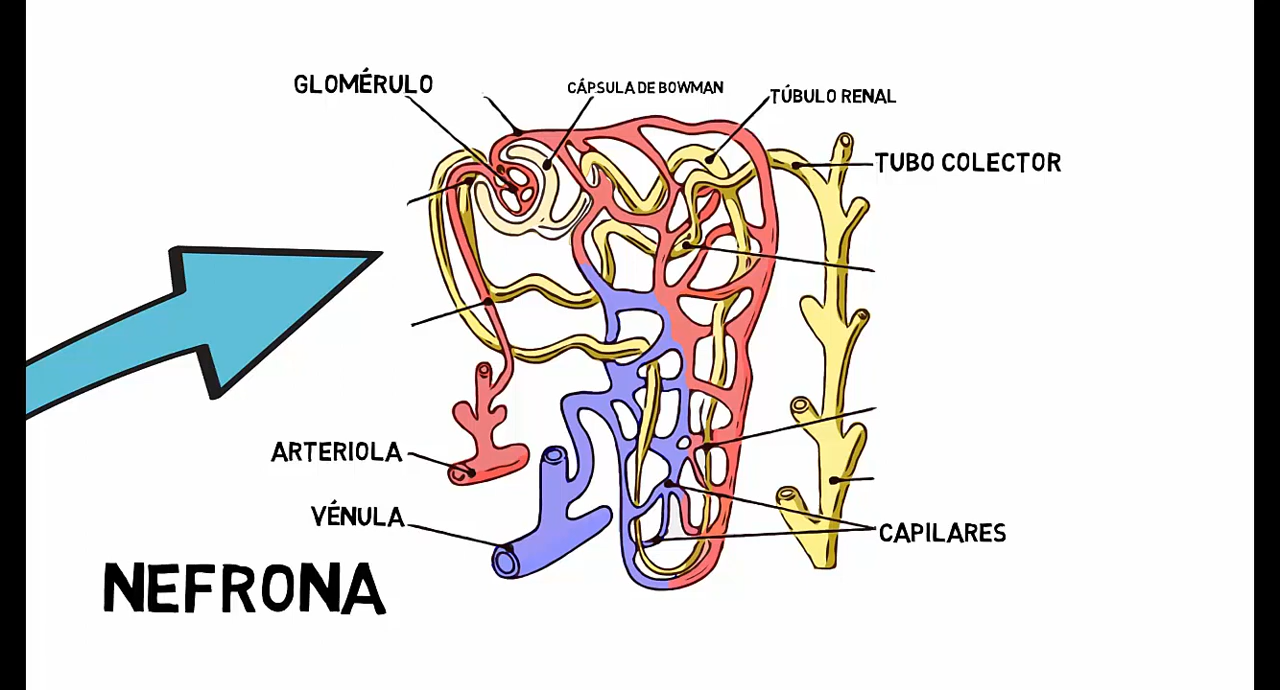 GLOMÉRULO
CÁPSULA DE BOWMAN
TÚBULO RENAL
TUBO COLECTOR
ARTERIOLA
VÉNULA
CAPILARES
NEFRONA